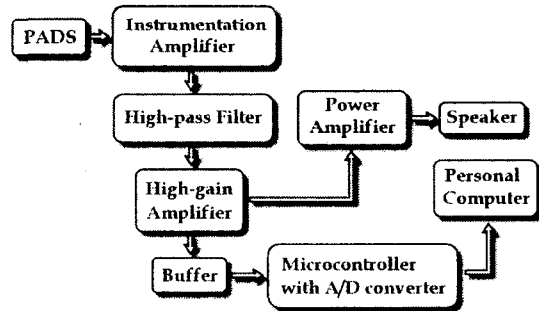 PADS
Instrumentation
Amplifier
High-pass Filter
High-gain
Amplifier
Power
Amplifier
Speaker
Personal
Computer
Buffer
Microcontroller
with A/D converter